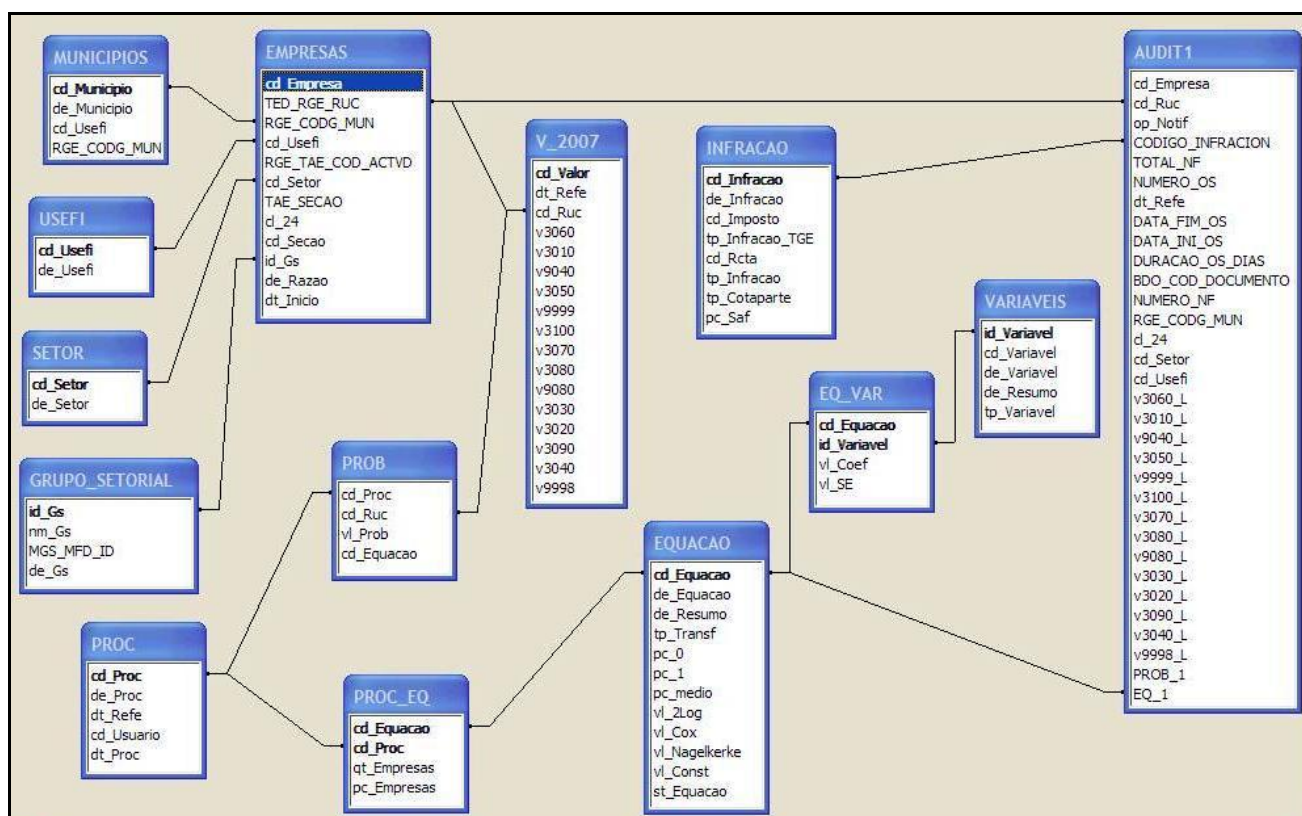 MUNICIPIOS
cd_Municipio
de_Municipio
cd_Usefi
RGE_CODG_MUN
USEFI
cd_Usefi
de_Usefi
SETOR
cd_Setor
de_Setor
GRUPO_SETORIAL
id_Gs
nm_Gs
MGS_MFD_ID
de_Gs
PROC
cd_Proc
de_Proc
dt_Refe
cd_Usuario
dt_Proc
EMPRESAS
cd_Empresa
TED_RGE_RUC
RGE_CODG_MUN
cd_Usefi
RGE_TAE_COD_ACTVD
cd_Setor
TAE_SECAO
cl_24
cd_Secao
id_Gs
de_Razao
dt_Inicio
PROB
cd_Proc
cd_Ruc
vl_Prob
cd_Equacao
PROC_EQ
cd_Equacao
cd_Proc
qt_Empresas
pc_Empresas
V_2007
cd_Valor
dt_Refe
cd_Ruc
v3060
v3010
v9040
v3050
v9999
v3100
v3070
v3080
v9080
v3030
v3020
v3090
v3040
v9998
INFRACAO
cd_Infracao
de_Infracao
cd_Imposto
tp_Infracao_TGE
cd_Rcta
tp_Infracao
tp_Cotaparte
pc_Saf
EQUACAO
cd_Equacao
de_Equacao
de_Resumo
tp_Transf
pc_0
pc_1
pc_medio
vl_2Log
vl_Cox
vl_Nagelkerke
vl_Const
st_Equacao
EQ_VAR
cd_Equacao
id_Variavel
vl_Coef
vl_SE
VARIAVEIS
id_Variavel
cd_Variavel
de_Variavel
de_Resumo
tp_Variavel
AUDIT1
cd_Empresa
cd_Ruc
op_Notif
CODIGO_INFRACION
TOTAL_NF
NUMERO_OS
dt_Refe
DATA_FIM_OS
DATA_INI_OS
DURACAO_OS_DIAS
BDO_COD_DOCUMENTO
NUMERO_NF
RGE_CODG_MUN
cl_24
cd_Setor
cd_Usefi
v3060_L
v3010_L
v9040_L
v3050_L
v9999_L
v3100_L
v3070_L
v3080_L
v9080_L
v3030_L
v3020_L
v3090_L
v3040_L
v9998_L
PROB_1
EQ_1